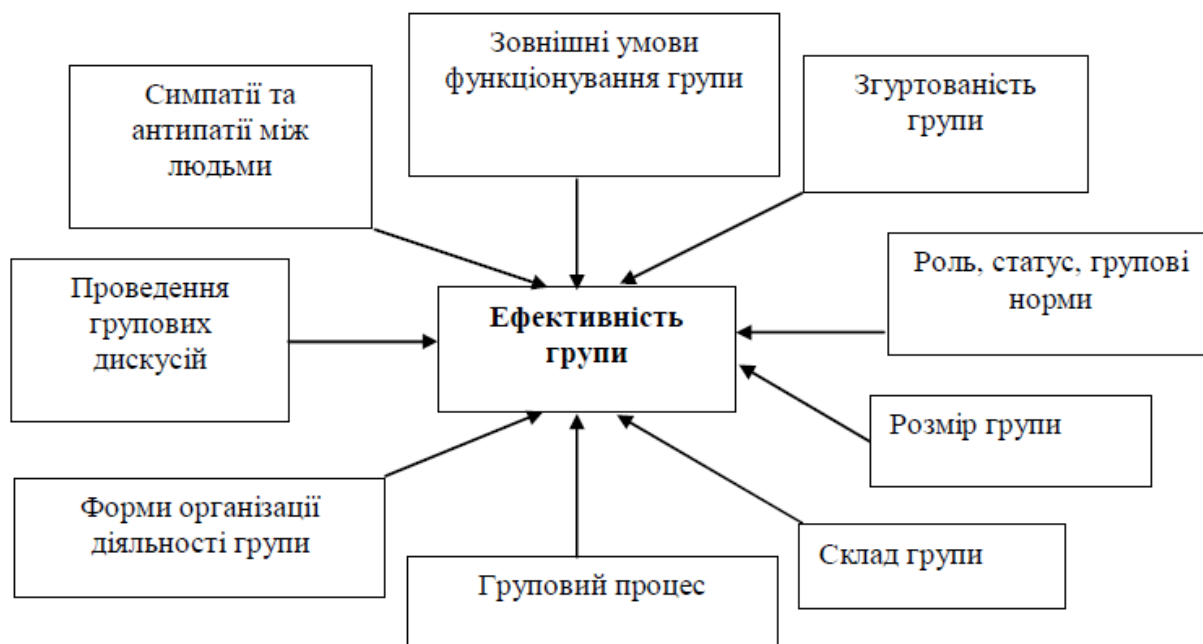 Зовнішні умови
функціонування групи
Симпатії та
антипатії між
людьми
Згуртованість
групи
Проведення
групових
дискусій
Ефективність
групи
Роль, статус, групові
норми
Розмір групи
Форми організації
діяльності групи
Груповий процес
Склад групи